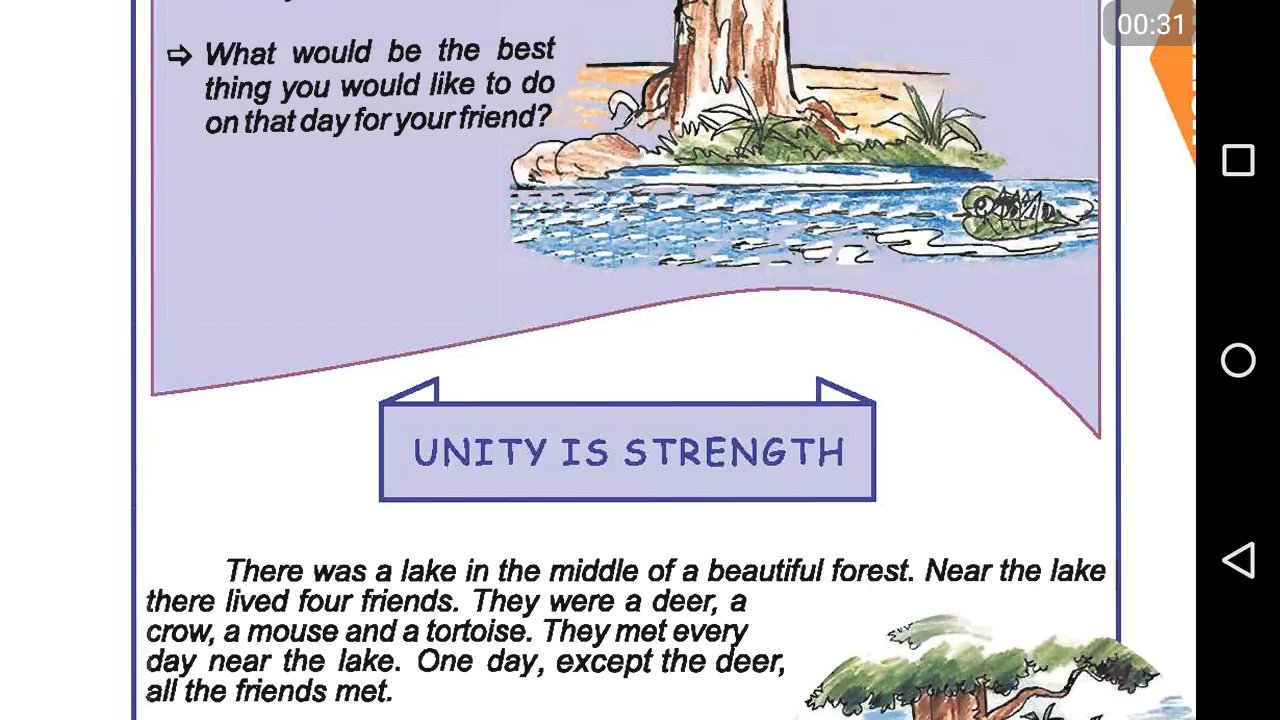 00:31
⇨ What would be the best
thing you would like to do
on that day for your friend?
UNITY IS STRENGTH
There was a lake in the middle of a beautiful forest. Near the lake
there lived four friends. They were a deer, a
crow, a mouse and a tortoise. They met every
day near the lake. One day, except the deer,
all the friends met.